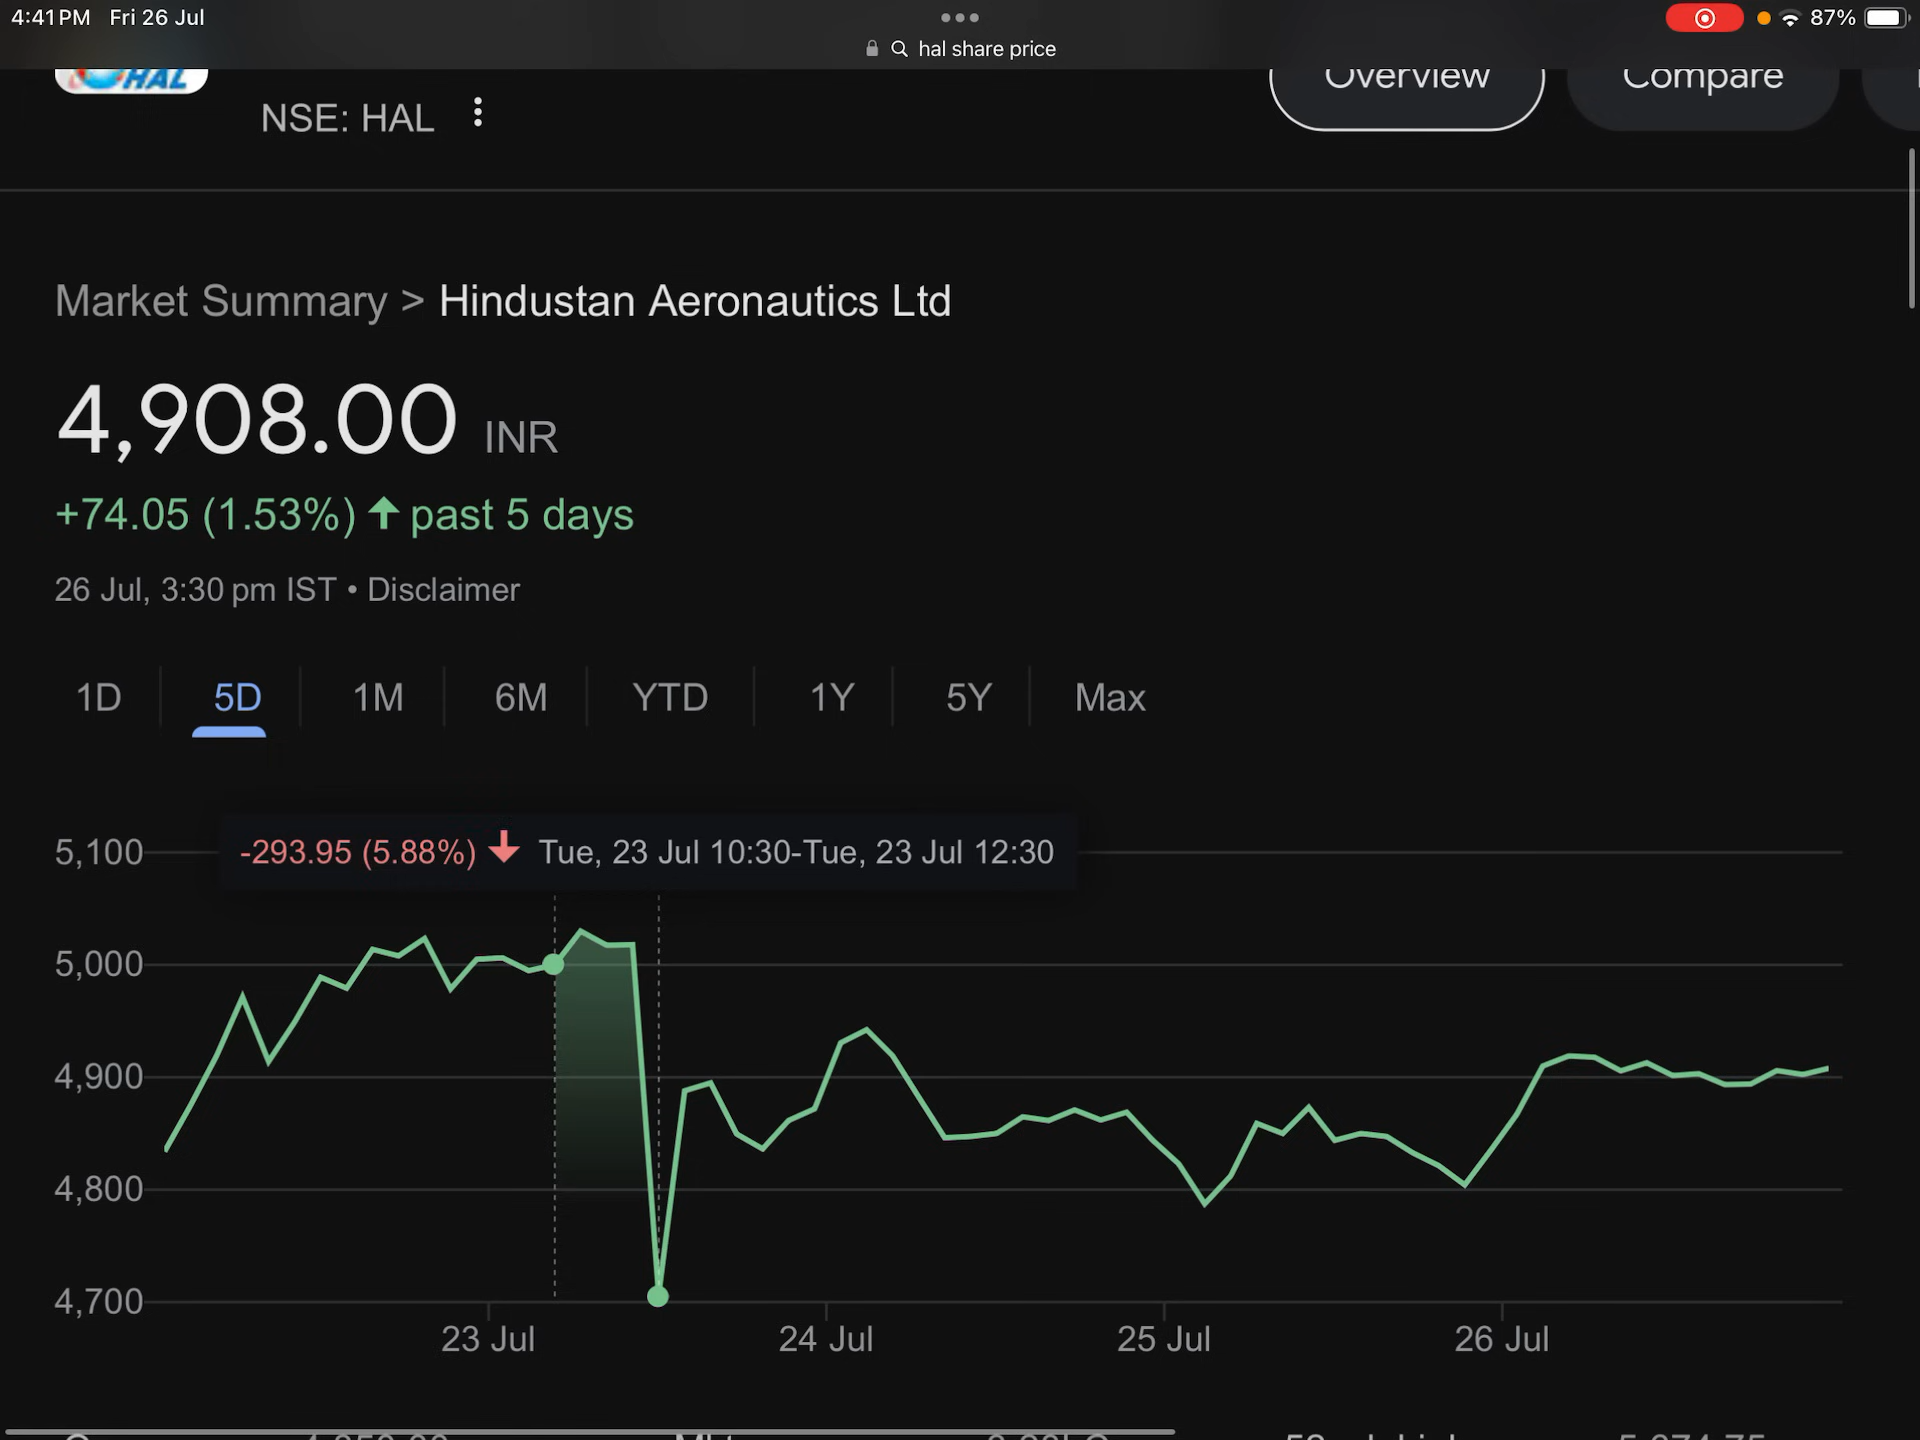 4:41 PM Fri 26 Jul
87%
hal share price
HAL
Overview
Compare
NSE: HAL
Market Summary > Hindustan Aeronautics Ltd
4,908.00 INR
+74.05 (1.53%) ↑ past 5 days
26 Jul, 3:30 pm IST • Disclaimer
1D 5D 1M 6M YTD 1Y 5Y Max
-293.95 (5.88%) ↓ Tue, 23 Jul 10:30-Tue, 23 Jul 12:30
5,100
5,000
4,900
4,800
4,700
23 Jul 24 Jul 25 Jul 26 Jul